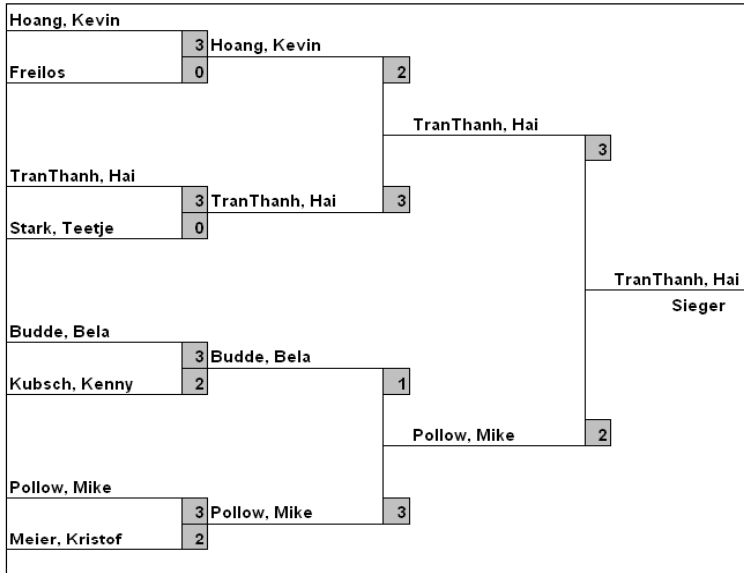 Hoang, Kevin
3 Hoang, Kevin
Freilos 0 2
TranThanh, Hai
3
TranThanh, Hai
3 TranThanh, Hai 3
Stark, Teetje 0
TranThanh, Hai
Sieger
Budde, Bela
3 Budde, Bela
Kubsch, Kenny 2 1
Pollow, Mike 2
Pollow, Mike
3 Pollow, Mike 3
Meier, Kristof 2